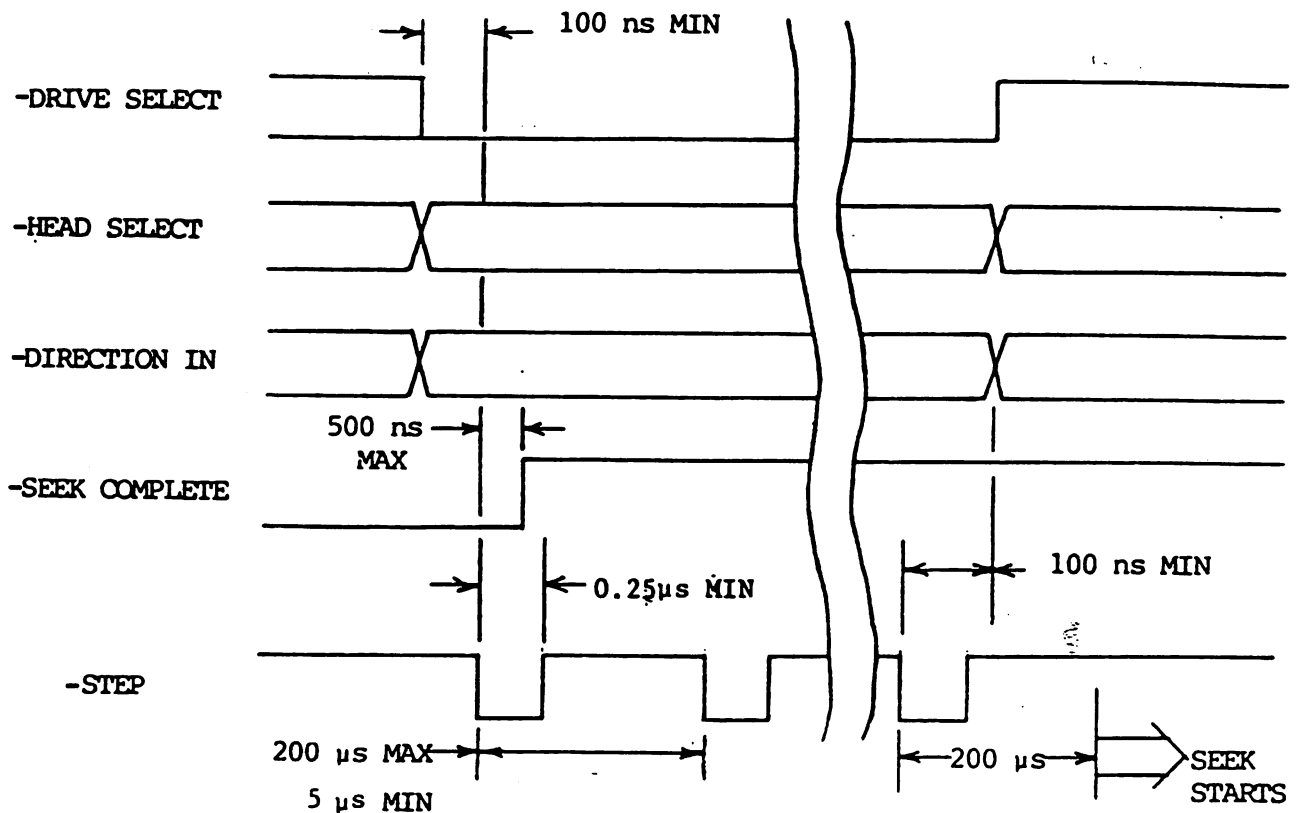 100 ns MIN
-DRIVE SELECT
-HEAD SELECT
-DIRECTION IN
500 ns
MAX
-SEEK COMPLETE
100 ns MIN
0.25µs MIN
-STEP
200 µs MAX
5 µs MIN
200 µs
SEEK
STARTS